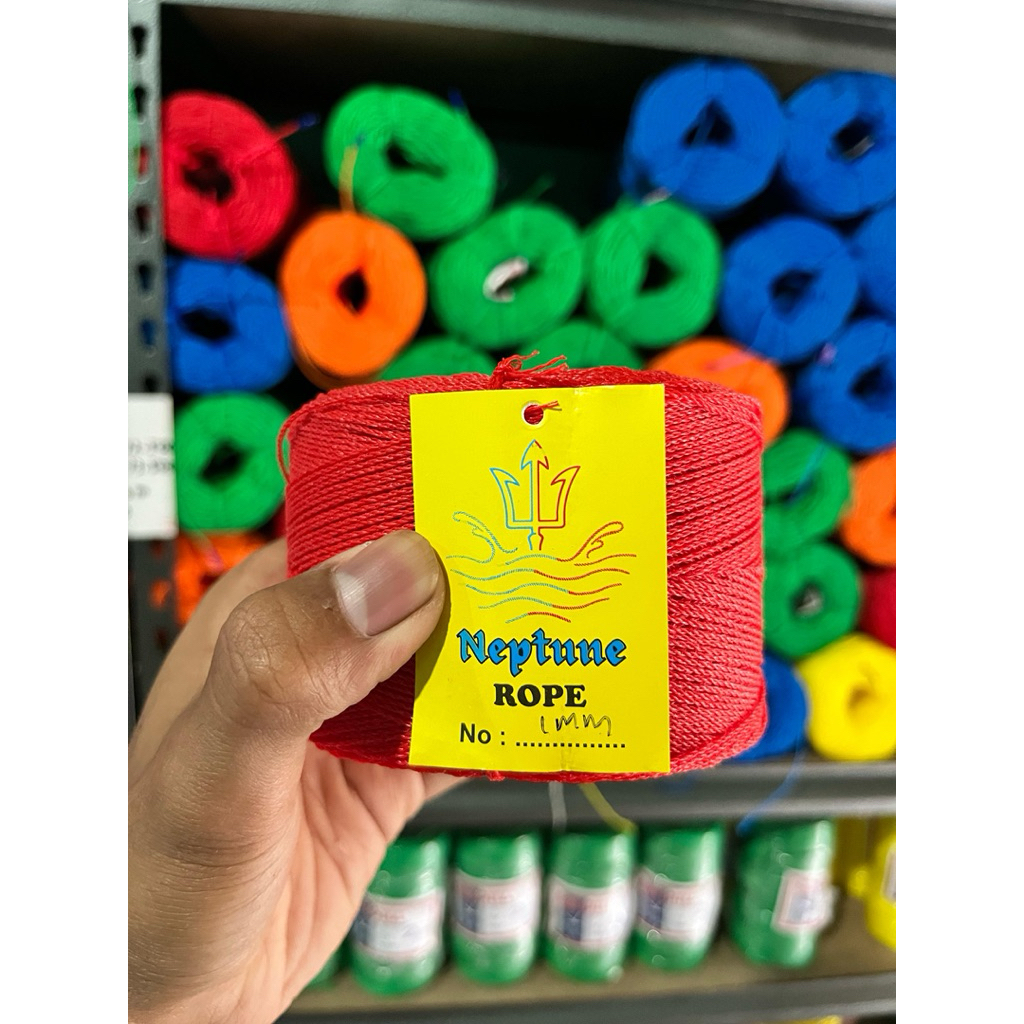 Neptune
ROPE
No : 1mm